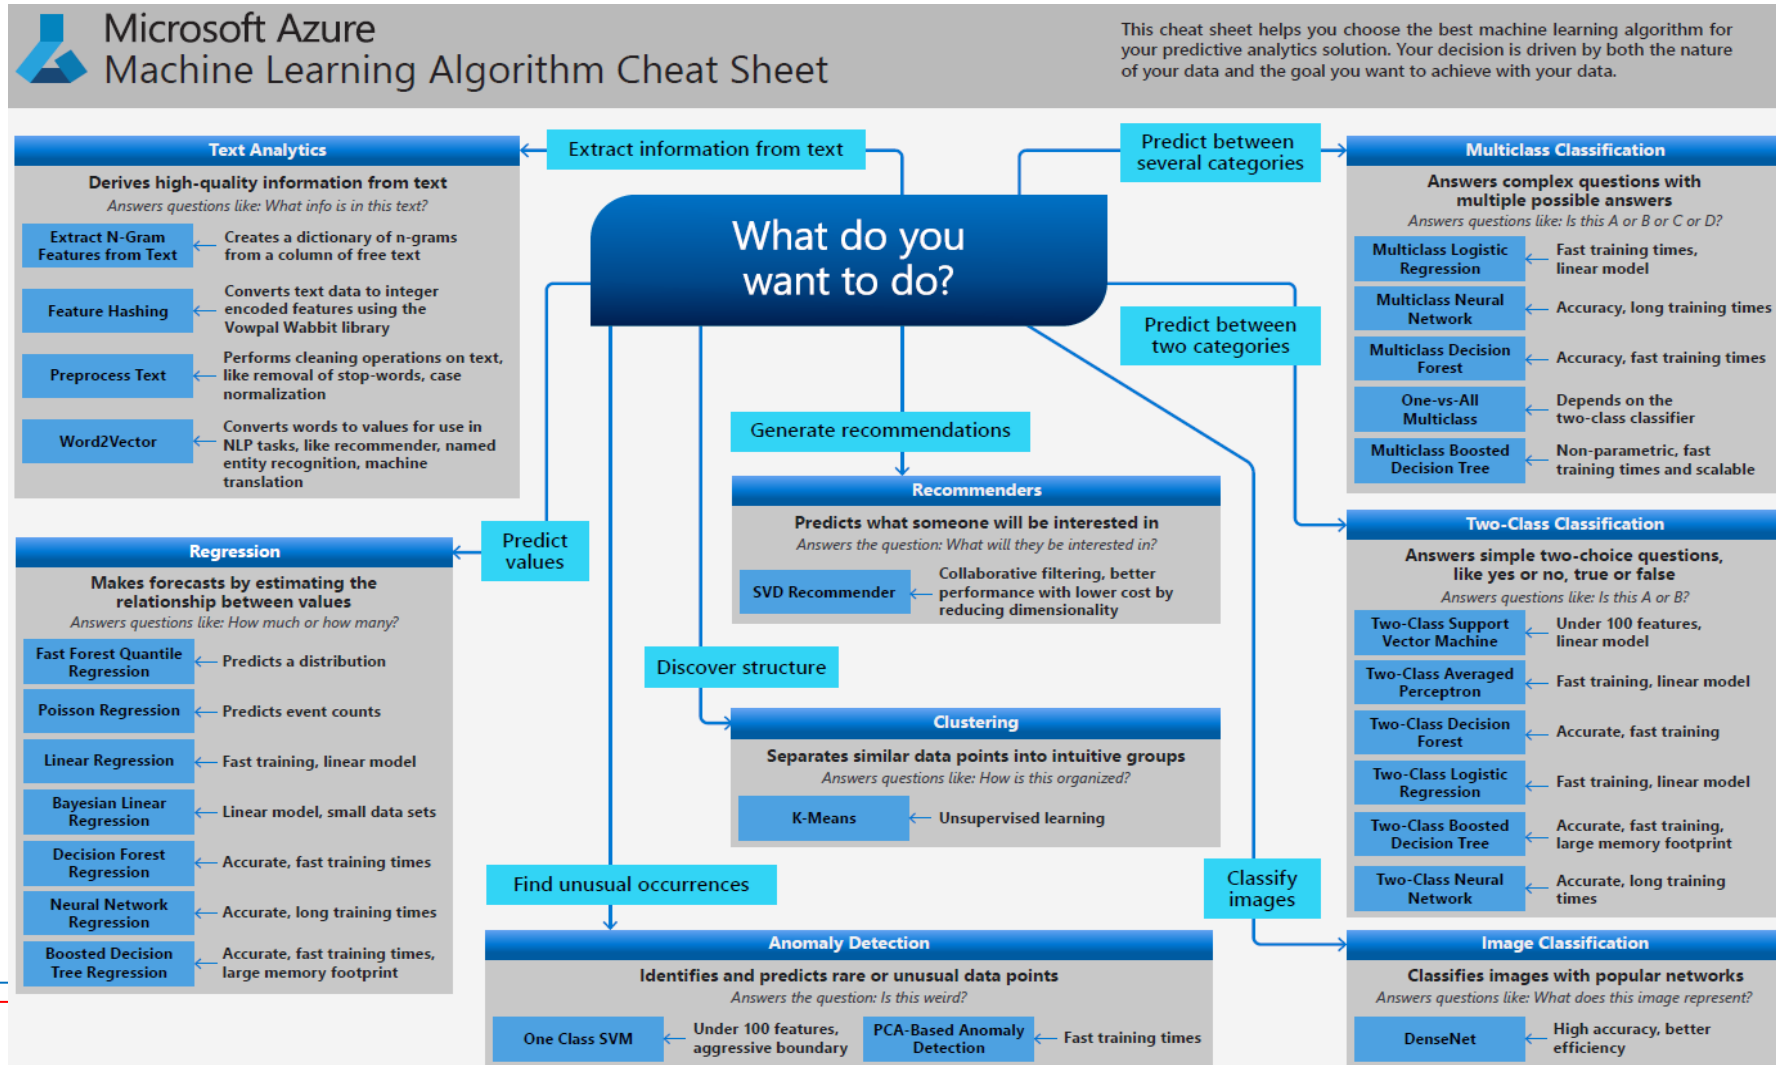 Microsoft Azure
Machine Learning Algorithm Cheat Sheet
This cheat sheet helps you choose the best machine learning algorithm for
your predictive analytics solution. Your decision is driven by both the nature
of your data and the goal you want to achieve with your data.
What do you
want to do?
Extract information from text
Text Analytics
Derives high-quality information from text
Answers questions like: What info is in this text?
Extract N-Gram
Features from Text
Creates a dictionary of n-grams
from a column of free text
Feature Hashing
Converts text data to integer
encoded features using the
Vowpal Wabbit library
Preprocess Text
Performs cleaning operations on text,
like removal of stop-words, case
normalization
Word2Vector
Converts words to values for use in
NLP tasks, like recommender, named
entity recognition, machine
translation
Predict
values
Regression
Makes forecasts by estimating the
relationship between values
Answers questions like: How much or how many?
Fast Forest Quantile
Regression
Predicts a distribution
Poisson Regression
Predicts event counts
Linear Regression
Fast training, linear model
Bayesian Linear
Regression
Linear model, small data sets
Decision Forest
Regression
Accurate, fast training times
Neural Network
Regression
Accurate, long training times
Boosted Decision
Tree Regression
Accurate, fast training times,
large memory footprint
Generate recommendations
Recommenders
Predicts what someone will be interested in
Answers the question: What will they be interested in?
SVD Recommender
Collaborative filtering, better
performance with lower cost by
reducing dimensionality
Discover structure
Clustering
Separates similar data points into intuitive groups
Answers questions like: How is this organized?
K-Means
Unsupervised learning
Find unusual occurrences
Anomaly Detection
Identifies and predicts rare or unusual data points
Answers the question: Is this weird?
One Class SVM
Under 100 features,
aggressive boundary
PCA-Based Anomaly
Detection
Fast training times
Predict between
several categories
Multiclass Classification
Answers complex questions with
multiple possible answers
Answers questions like: Is this A or B or C or D?
Multiclass Logistic
Regression
Fast training times,
linear model
Multiclass Neural
Network
Accuracy, long training times
Multiclass Decision
Forest
Accuracy, fast training times
One-vs-All
Multiclass
Depends on the
two-class classifier
Multiclass Boosted
Decision Tree
Non-parametric, fast
training times and scalable
Predict between
two categories
Two-Class Classification
Answers simple two-choice questions,
like yes or no, true or false
Answers questions like: Is this A or B?
Two-Class Support
Vector Machine
Under 100 features,
linear model
Two-Class Averaged
Perceptron
Fast training, linear model
Two-Class Decision
Forest
Accurate, fast training
Two-Class Logistic
Regression
Fast training, linear model
Two-Class Boosted
Decision Tree
Accurate, fast training,
large memory footprint
Two-Class Neural
Network
Accurate, long training
times
Classify
images
Image Classification
Classifies images with popular networks
Answers questions like: What does this image represent?
DenseNet
High accuracy, better
efficiency